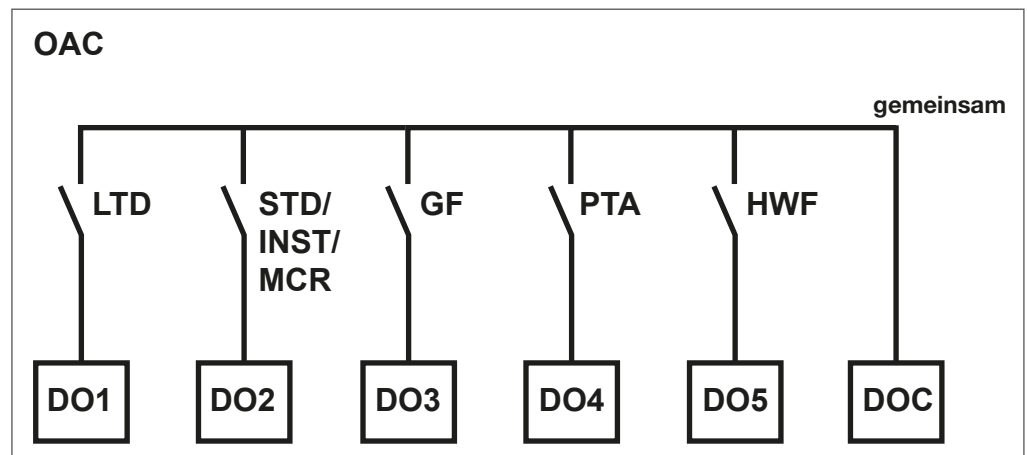 OAC
gemeinsam
LTD
STD/
INST/
MCR
GF
PTA
HWF
DO1
DO2
DO3
DO4
DO5
DOC